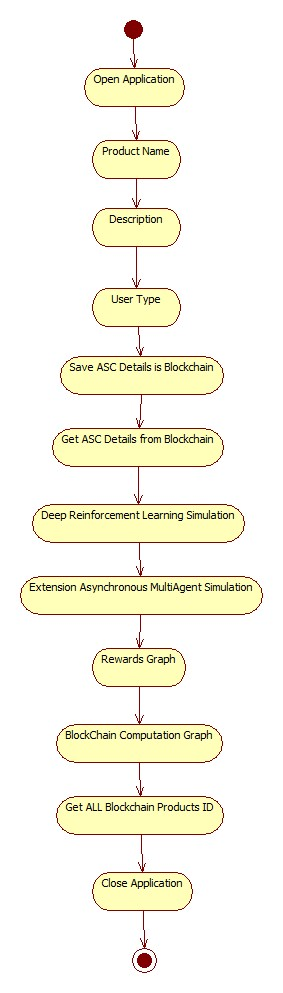 Open Application
Product Name
Description
User Type
Save ASC Details is Blockchain
Get ASC Details from Blockchain
Deep Reinforcement Learning Simulation
Extension Asynchronous MultiAgent Simulation
Rewards Graph
BlockChain Computation Graph
Get ALL Blockchain Products ID
Close Application